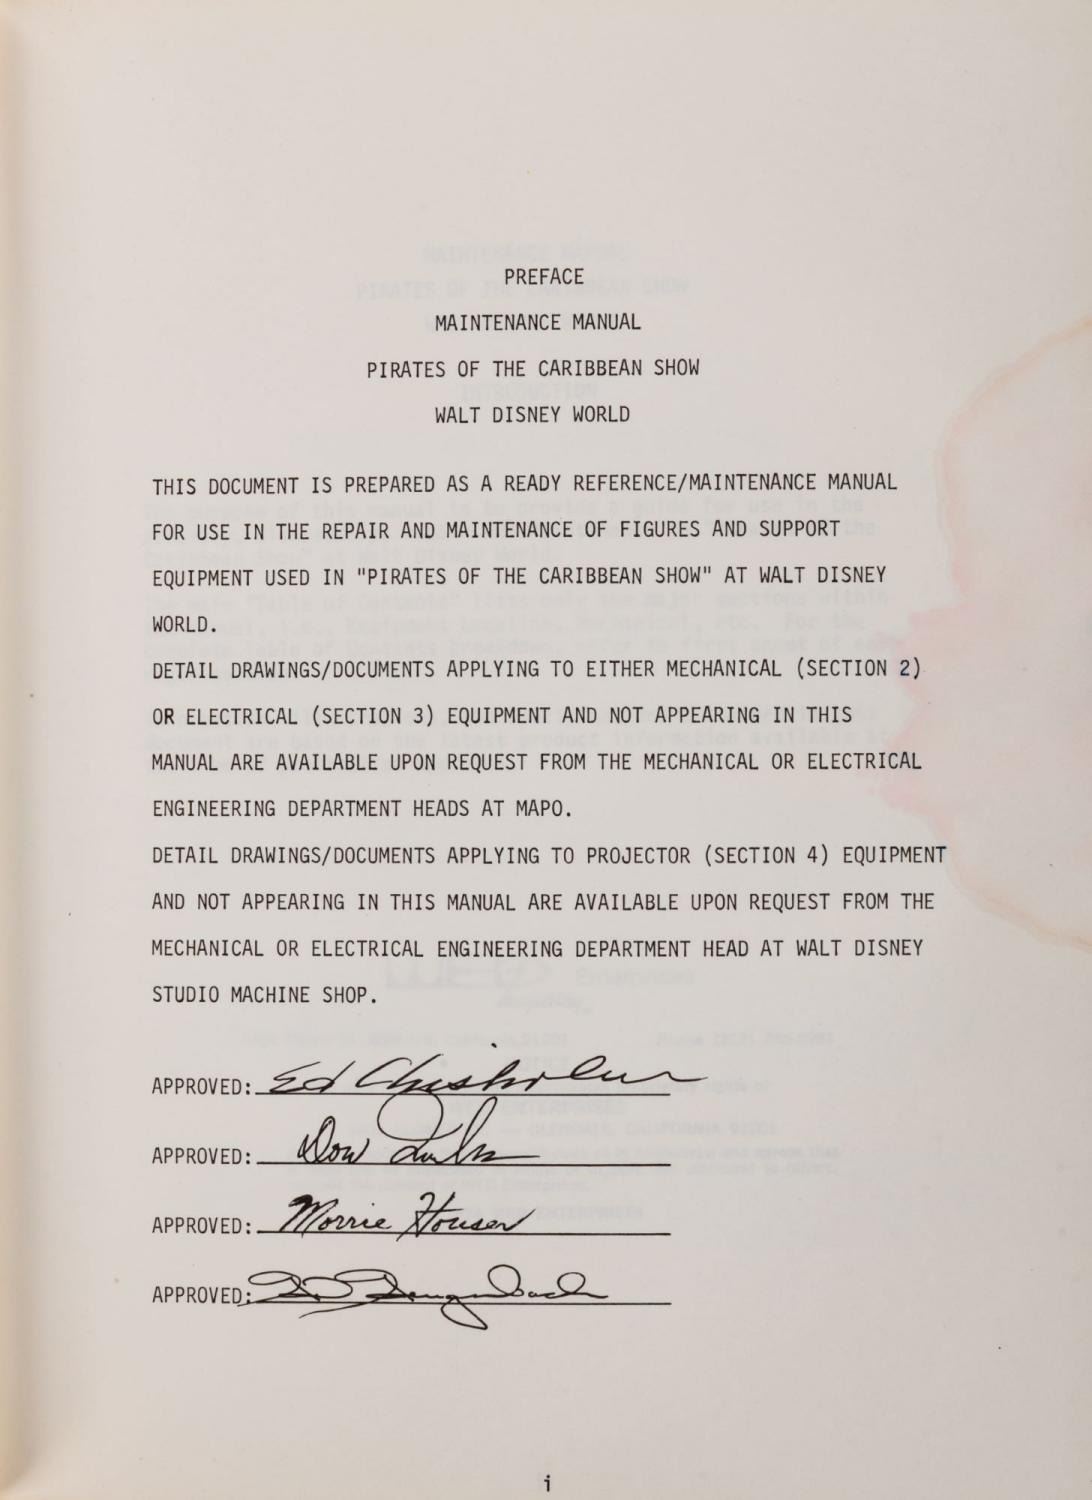 PREFACE
MAINTENANCE MANUAL
PIRATES OF THE CARIBBEAN SHOW
WALT DISNEY WORLD
THIS DOCUMENT IS PREPARED AS A READY REFERENCE/MAINTENANCE MANUAL
FOR USE IN THE REPAIR AND MAINTENANCE OF FIGURES AND SUPPORT
EQUIPMENT USED IN "PIRATES OF THE CARIBBEAN SHOW" AT WALT DISNEY
WORLD.
DETAIL DRAWINGS/DOCUMENTS APPLYING TO EITHER MECHANICAL (SECTION 2)
OR ELECTRICAL (SECTION 3) EQUIPMENT AND NOT APPEARING IN THIS
MANUAL ARE AVAILABLE UPON REQUEST FROM THE MECHANICAL OR ELECTRICAL
ENGINEERING DEPARTMENT HEADS AT MAPO.
DETAIL DRAWINGS/DOCUMENTS APPLYING TO PROJECTOR (SECTION 4) EQUIPMENT
AND NOT APPEARING IN THIS MANUAL ARE AVAILABLE UPON REQUEST FROM THE
MECHANICAL OR ELECTRICAL ENGINEERING DEPARTMENT HEAD AT WALT DISNEY
STUDIO MACHINE SHOP.
APPROVED: Ed Chisholm
APPROVED: Don
APPROVED: Morrie Houser
APPROVED:
i